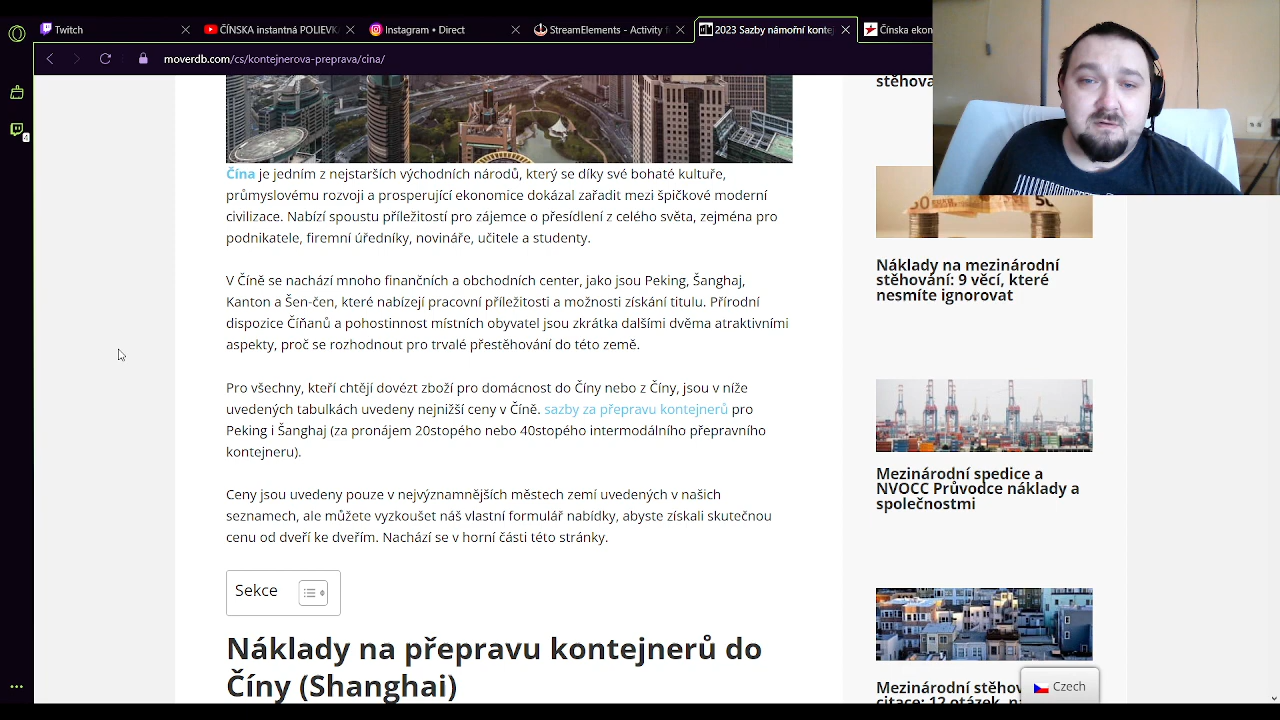 Twitch
ČÍNSKA instantná POLIEVK
Instagram • Direct
StreamElements - Activity f
2023 Sazby námořní konte
Čínska ekon
moverdb.com/cs/kontejnerova-preprava/cina/
Čína je jedním z nejstarších východních národů, který se díky své bohaté kultuře,
průmyslovému rozvoji a prosperující ekonomice dokázal zařadit mezi špičkové moderní
civilizace. Nabízí spoustu příležitostí pro zájemce o přesídlení z celého světa, zejména pro
podnikatele, firemní úředníky, novináře, učitele a studenty.
V Číně se nachází mnoho finančních a obchodních center, jako jsou Peking, Šanghaj,
Kanton a Šen-čen, které nabízejí pracovní příležitosti a možnosti získání titulu. Přírodní
dispozice Číňanů a pohostinnost místních obyvatel jsou zkrátka dalšími dvěma atraktivními
aspekty, proč se rozhodnout pro trvalé přestěhování do této země.
Pro všechny, kteří chtějí dovézt zboží pro domácnost do Číny nebo z Číny, jsou v níže
uvedených tabulkách uvedeny nejnižší ceny v Číně. sazby za přepravu kontejnerů pro
Peking i Šanghaj (za pronájem 20stopého nebo 40stopého intermodálního přepravního
kontejneru).
Ceny jsou uvedeny pouze v nejvýznamnějších městech zemí uvedených v našich
seznamech, ale můžete vyzkoušet náš vlastní formulář nabídky, abyste získali skutečnou
cenu od dveří ke dveřím. Nachází se v horní části této stránky.
Sekce
Náklady na přepravu kontejnerů do
Číny (Shanghai)
stěhová
Náklady na mezinárodní
stěhování: 9 věcí, které
nesmíte ignorovat
Mezinárodní spedice a
NVOCC Průvodce náklady a
společnostmi
Mezinárodní stěhov
citace: 12 otázek, n
Czech